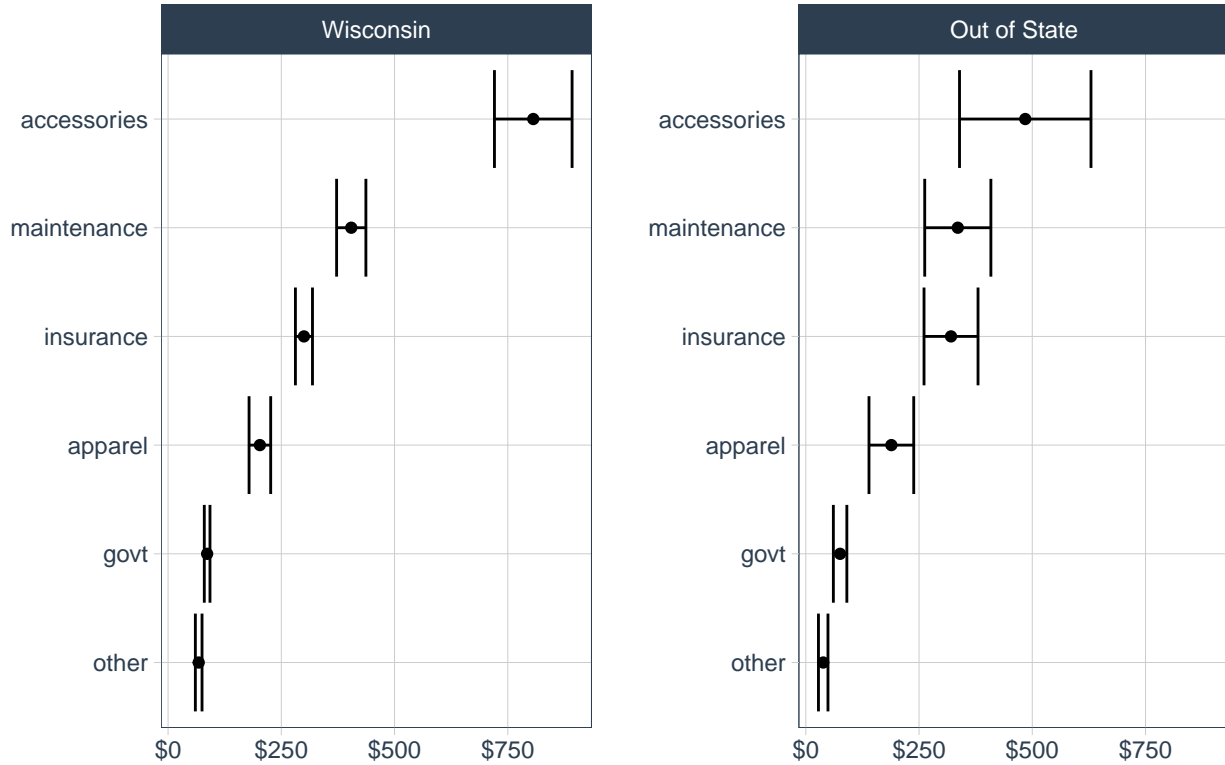 Wisconsin
accessories
maintenance
insurance
apparel
govt
other
$0 $250 $500 $750
Out of State
accessories
maintenance
insurance
apparel
govt
other
$0 $250 $500 $750